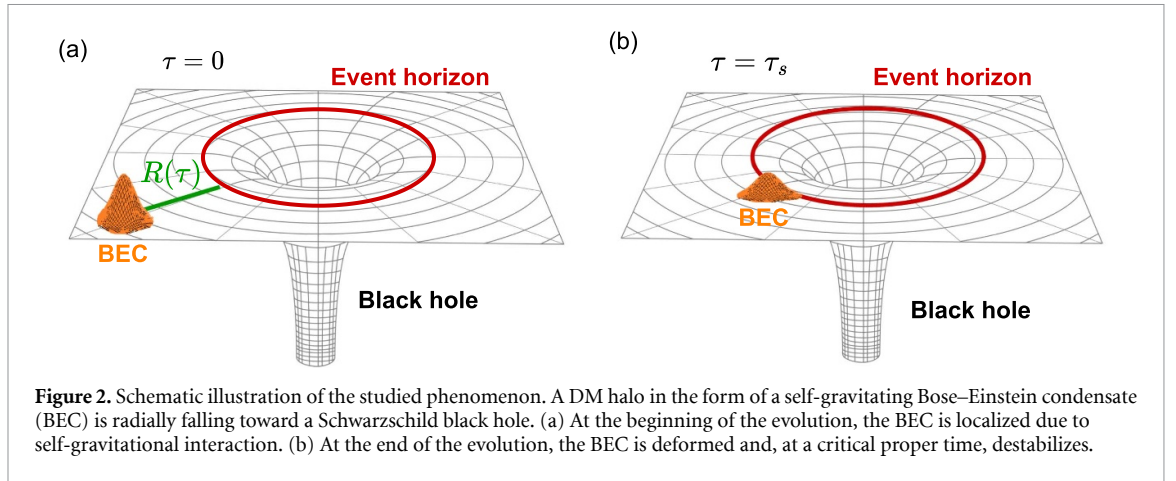 (a)
τ = 0
Event horizon
R(τ)
BEC
Black hole
(b)
τ = τₛ
Event horizon
BEC
Black hole
Figure 2. Schematic illustration of the studied phenomenon. A DM halo in the form of a self-gravitating Bose–Einstein condensate
(BEC) is radially falling toward a Schwarzschild black hole. (a) At the beginning of the evolution, the BEC is localized due to
self-gravitational interaction. (b) At the end of the evolution, the BEC is deformed and, at a critical proper time, destabilizes.